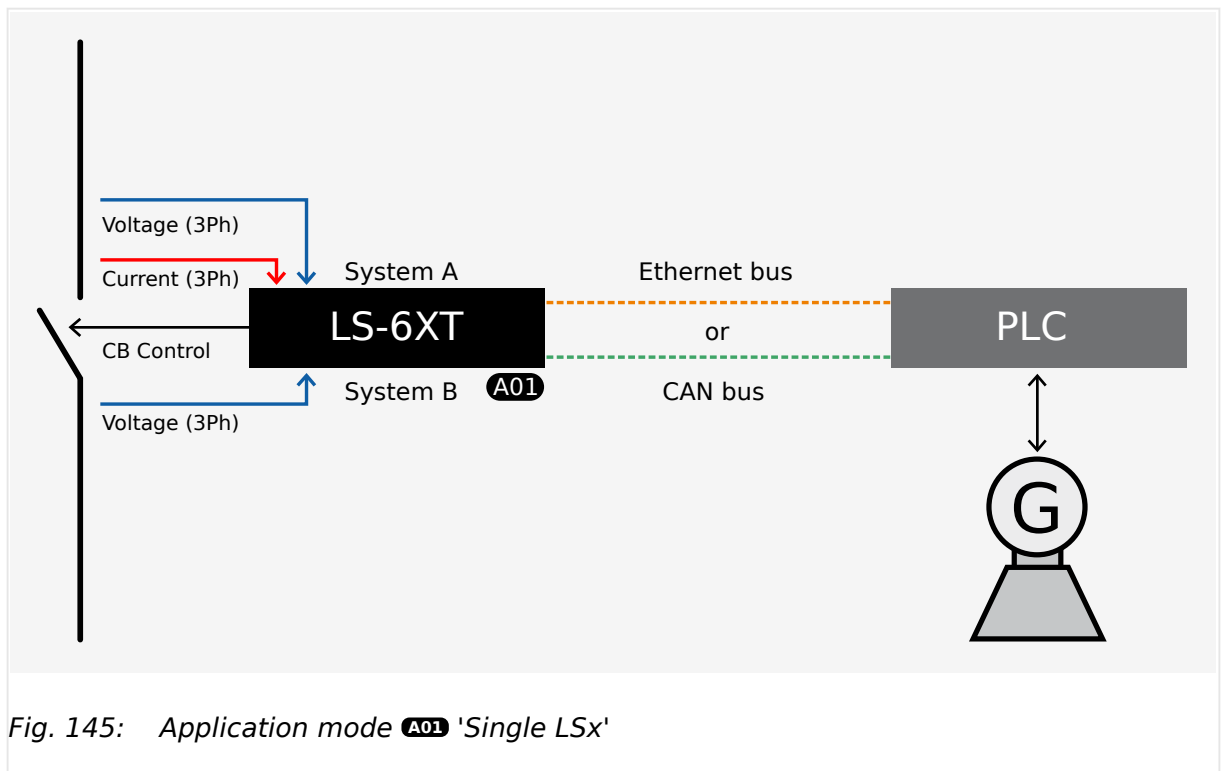 Voltage (3Ph)
Current (3Ph)
System A
Ethernet bus
LS-6XT
or
PLC
CB Control
System B
A01
CAN bus
Voltage (3Ph)
G
Fig. 145: Application mode A01 'Single LSx'